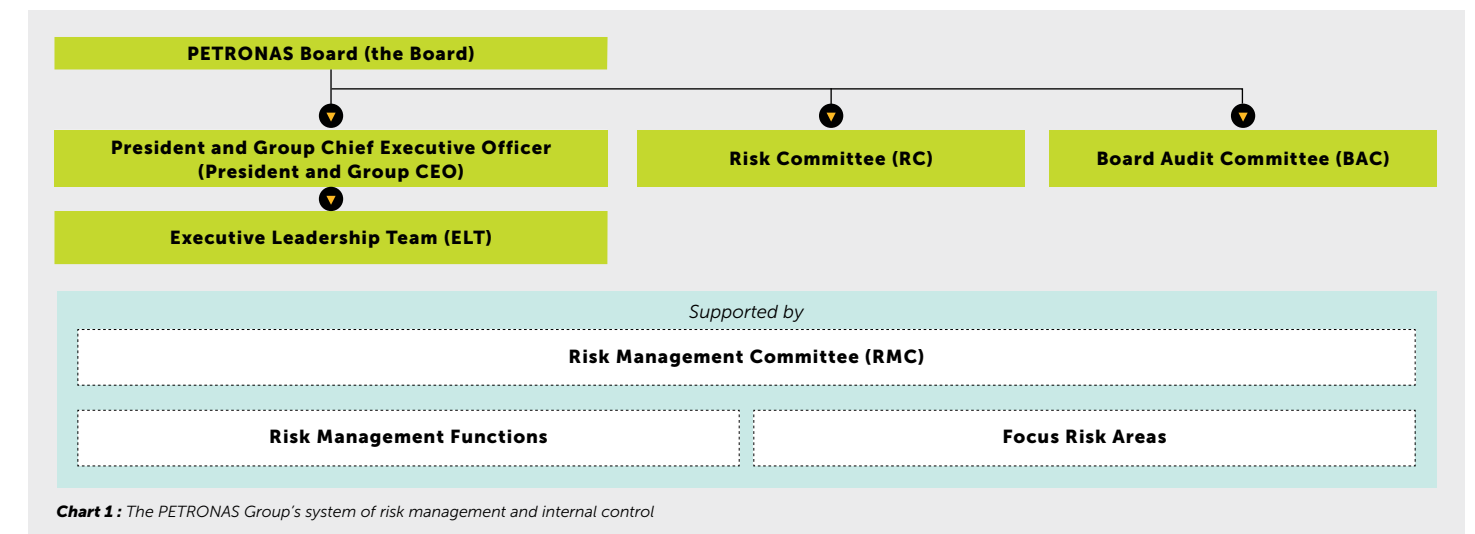 PETRONAS Board (the Board)
President and Group Chief Executive Officer
(President and Group CEO)
Risk Committee (RC)
Board Audit Committee (BAC)
Executive Leadership Team (ELT)
Supported by
Risk Management Committee (RMC)
Risk Management Functions
Focus Risk Areas
Chart 1 : The PETRONAS Group's system of risk management and internal control